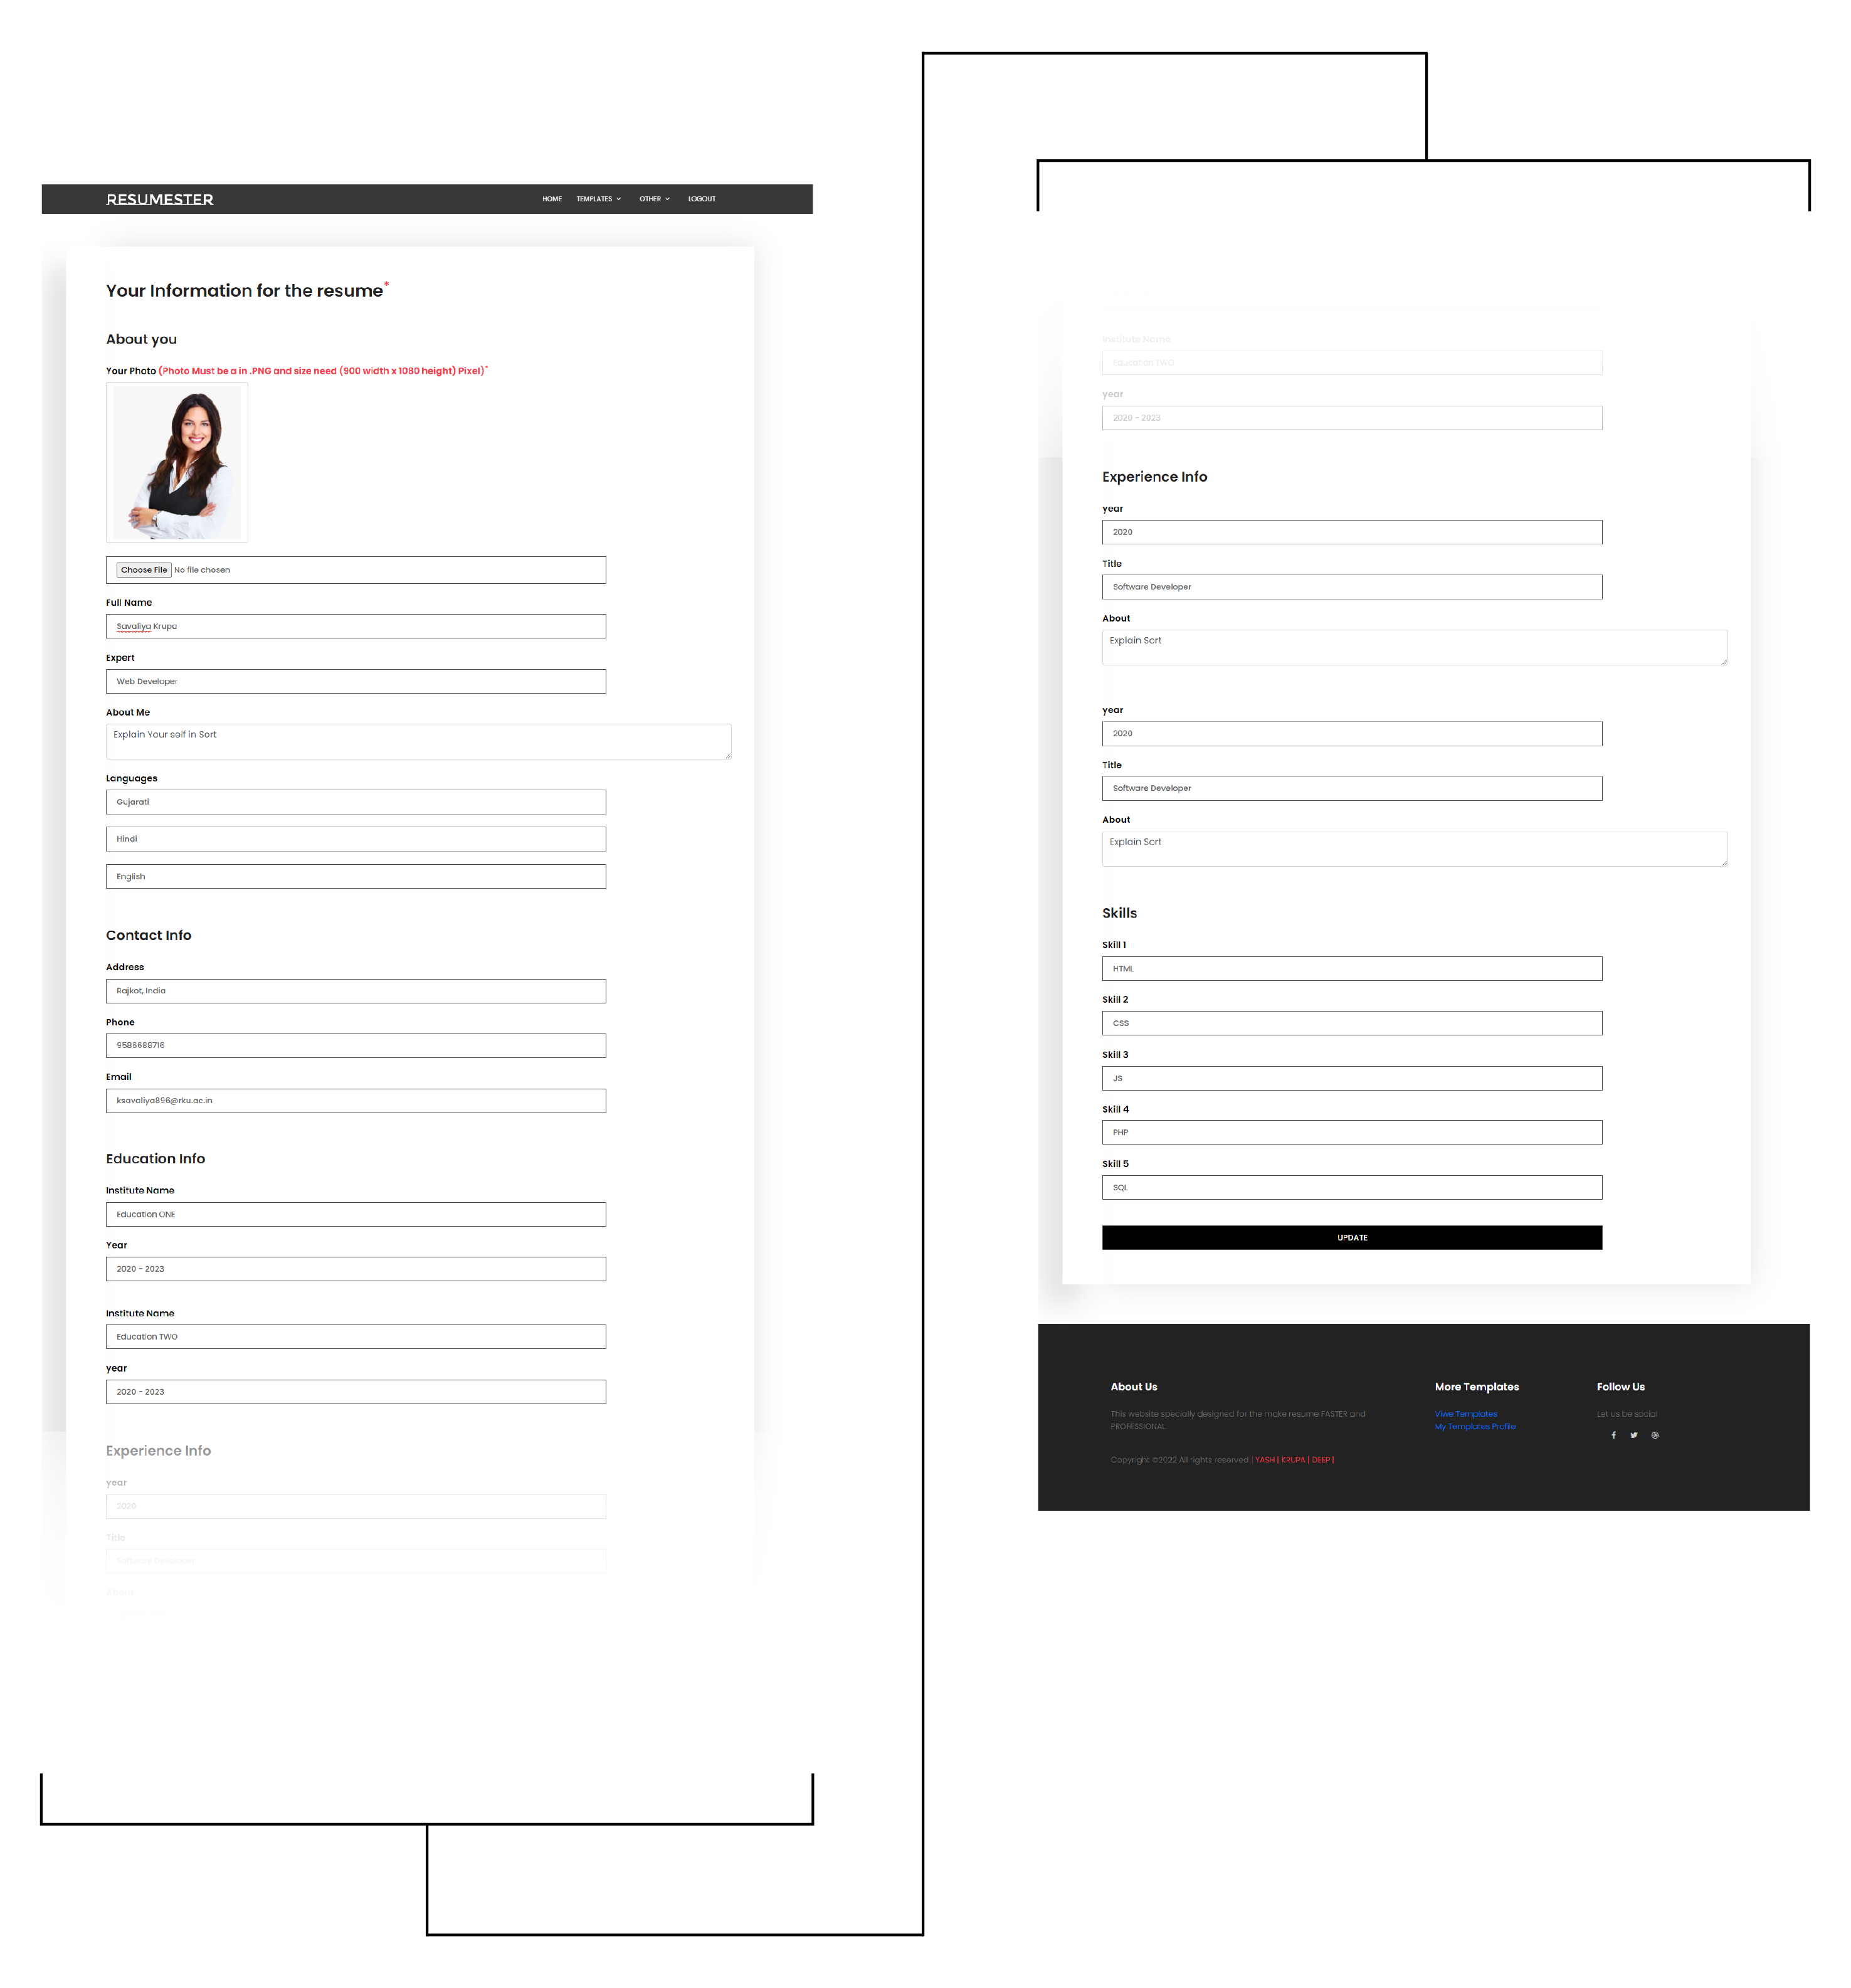 RESUMESTER
HOME TEMPLATES OTHER LOGOUT
Your Information for the resume*
About you
Your Photo (Photo Must be a in .PNG and size need (900 width x 1080 height) Pixel)*
Choose File No file chosen
Full Name
Savaliya Krupa
Expert
Web Developer
About Me
Explain Your solf in Sort
Languages
Gujarati
Hindi
English
Contact Info
Address
Rajkot, India
Phone
9586688716
Email
ksavaliya896@rku.ac.in
Education Info
Institute Name
Education ONE
Year
2020 - 2023
Institute Name
Education TWO
year
2020 - 2023
Experience Info
year
2020
Title
Software Developer
About
Institute Name
Education TWO
year
2020 - 2023
Experience Info
year
2020
Title
Software Developer
About
Explain Sort
year
2020
Title
Software Developer
About
Explain Sort
Skills
Skill 1
HTML
Skill 2
CSS
Skill 3
JS
Skill 4
PHP
Skill 5
SQL
UPDATE
About Us
This website specially designed for the make resume FASTER and
PROFESSIONAL
Copyright ©2022 All rights reserved | YASH | KRUPA | DEEP |
More Templates
Viwe Templates
My Templates Profile
Follow Us
Let us be social